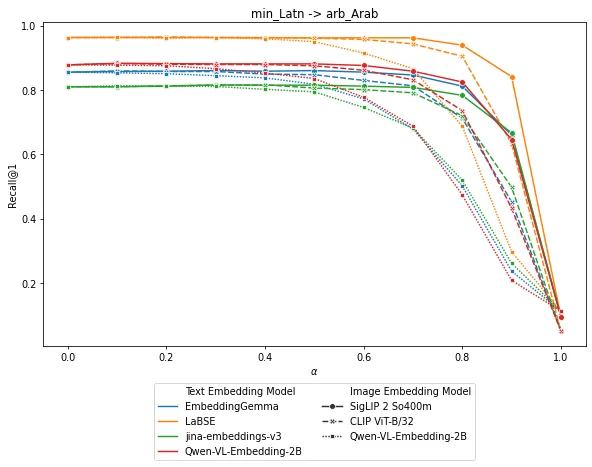 min_Latn -> arb_Arab
1.0
0.8
0.6
0.4
0.2
Recall@1
0.0 0.2 0.4 0.6 0.8 1.0
α
Text Embedding Model Image Embedding Model
EmbeddingGemma SigLIP 2 So400m
LaBSE CLIP ViT-B/32
jina-embeddings-v3 Qwen-VL-Embedding-2B
Qwen-VL-Embedding-2B